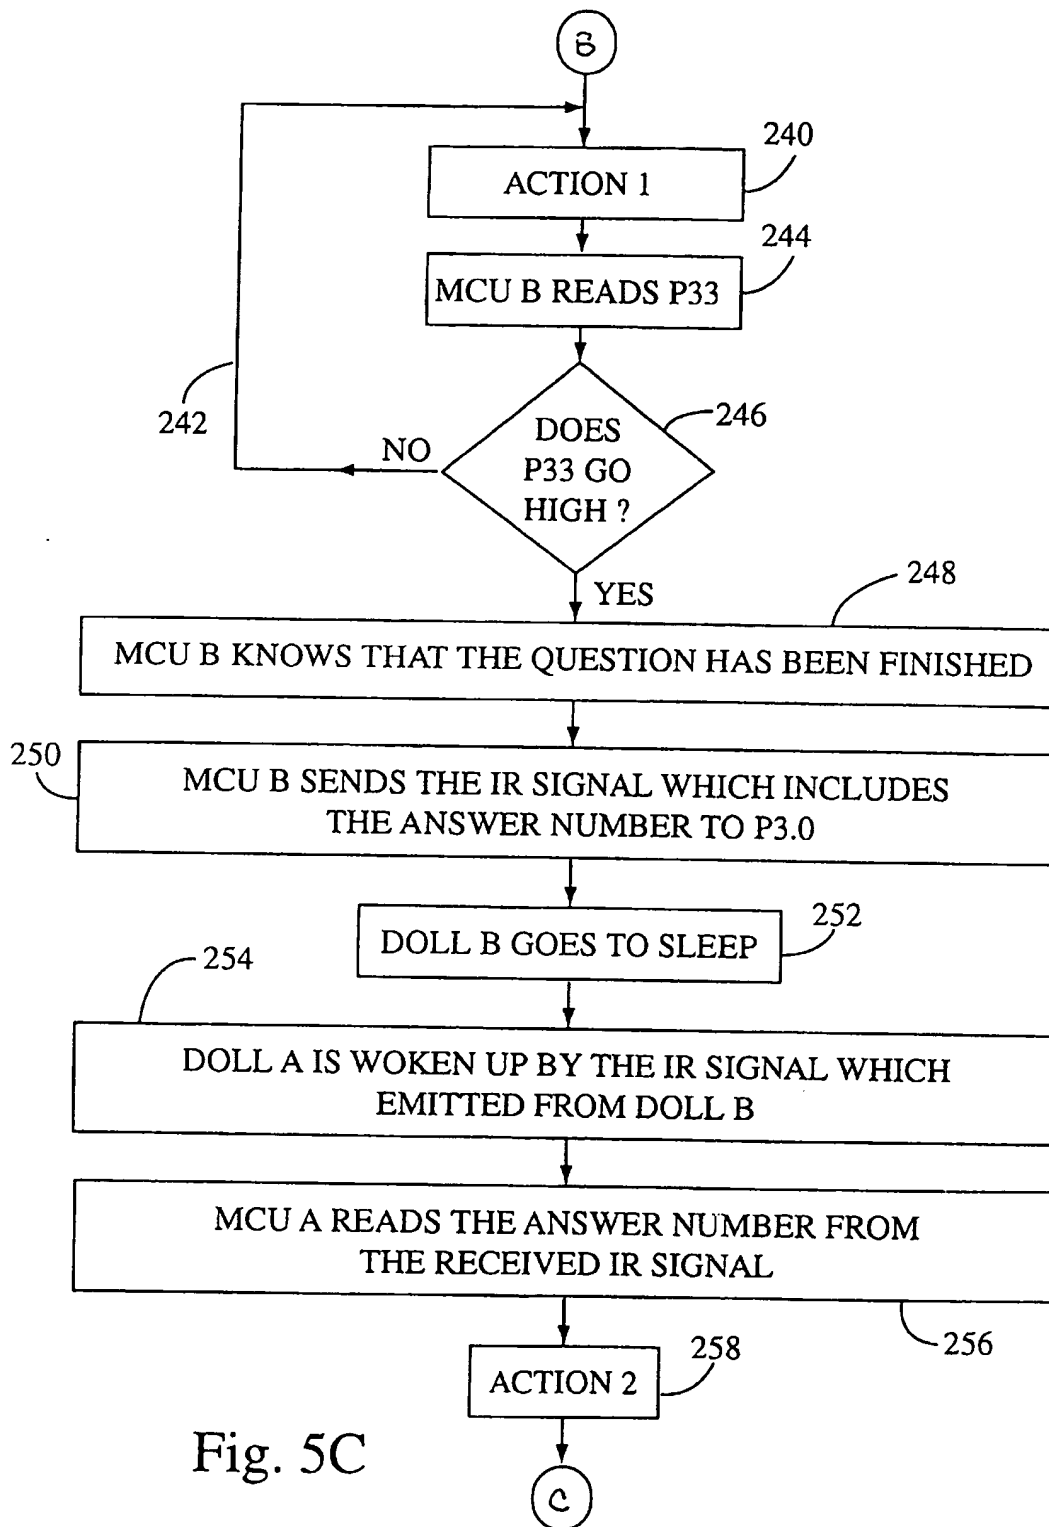 B
ACTION 1
240
MCU B READS P33
244
DOES
P33 GO
HIGH ?
246
NO
242
YES
248
MCU B KNOWS THAT THE QUESTION HAS BEEN FINISHED
250
MCU B SENDS THE IR SIGNAL WHICH INCLUDES
THE ANSWER NUMBER TO P3.0
DOLL B GOES TO SLEEP
252
254
DOLL A IS WOKEN UP BY THE IR SIGNAL WHICH
EMITTED FROM DOLL B
MCU A READS THE ANSWER NUMBER FROM
THE RECEIVED IR SIGNAL
256
ACTION 2
258
Fig. 5C
C